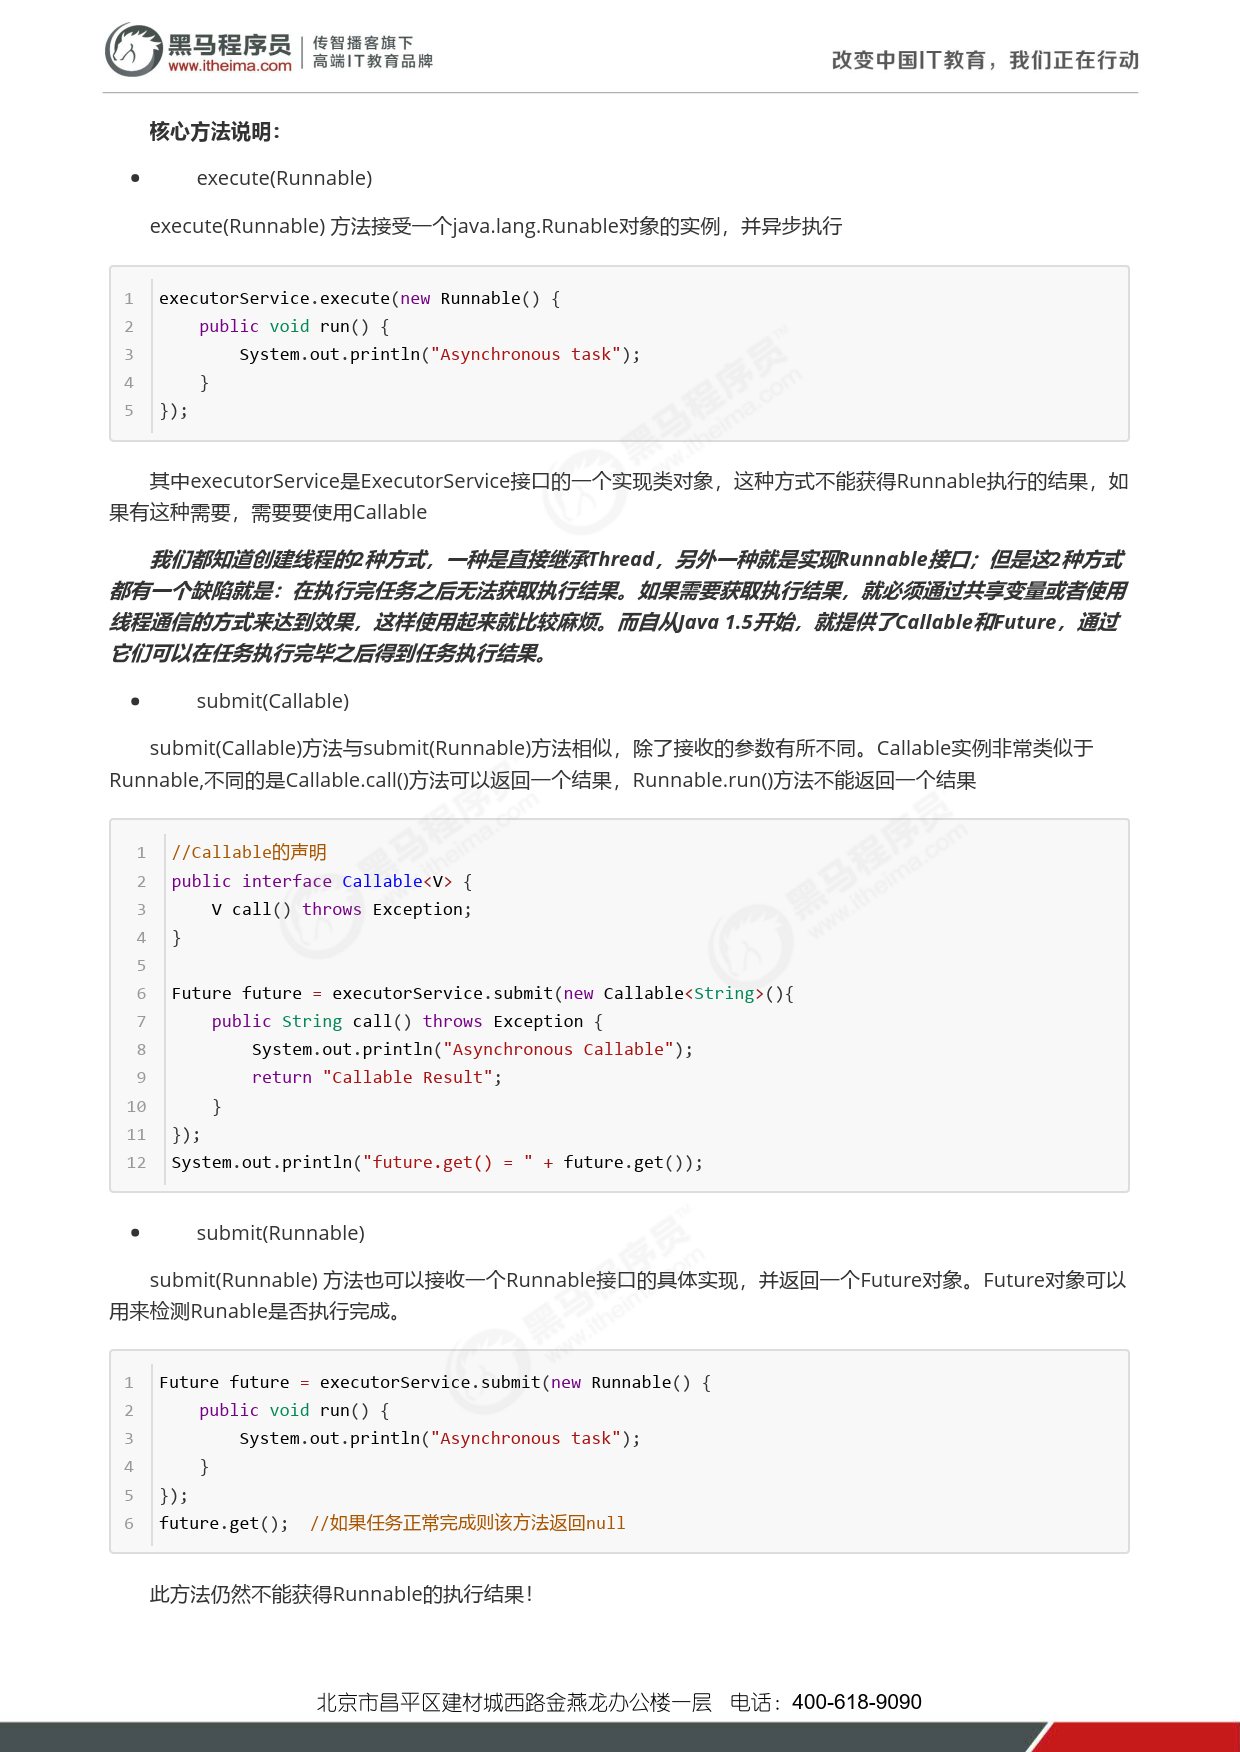 黑马程序员
www.itheima.com
传智播客旗下
高端IT教育品牌
改变中国IT教育，我们正在行动
核心方法说明：
execute(Runnable)
execute(Runnable) 方法接受一个java.lang.Runable对象的实例，并异步执行
1 executorService.execute(new Runnable() {
2     public void run() {
3         System.out.println("Asynchronous task");
4     }
5 });
其中executorService是ExecutorService接口的一个实现类对象，这种方式不能获得Runnable执行的结果，如
果有这种需要，需要要使用Callable
我们都知道创建线程的2种方式，一种是直接继承Thread，另外一种就是实现Runnable接口；但是这2种方式
都有一个缺陷就是：在执行完任务之后无法获取执行结果。如果需要获取执行结果，就必须通过共享变量或者使用
线程通信的方式来达到效果，这样使用起来就比较麻烦。而自从Java 1.5开始，就提供了Callable和Future，通过
它们可以在任务执行完毕之后得到任务执行结果。
submit(Callable)
submit(Callable)方法与submit(Runnable)方法相似，除了接收的参数有所不同。Callable实例非常类似于
Runnable,不同的是Callable.call()方法可以返回一个结果，Runnable.run()方法不能返回一个结果
1 //Callable的声明
2 public interface Callable<V> {
3     V call() throws Exception;
4 }
5
6 Future future = executorService.submit(new Callable<String>(){
7     public String call() throws Exception {
8         System.out.println("Asynchronous Callable");
9         return "Callable Result";
10     }
11 });
12 System.out.println("future.get() = " + future.get());
submit(Runnable)
submit(Runnable) 方法也可以接收一个Runnable接口的具体实现，并返回一个Future对象。Future对象可以
用来检测Runable是否执行完成。
1 Future future = executorService.submit(new Runnable() {
2     public void run() {
3         System.out.println("Asynchronous task");
4     }
5 });
6 future.get();  //如果任务正常完成则该方法返回null
此方法仍然不能获得Runnable的执行结果！
北京市昌平区建材城西路金燕龙办公楼一层   电话：400-618-9090